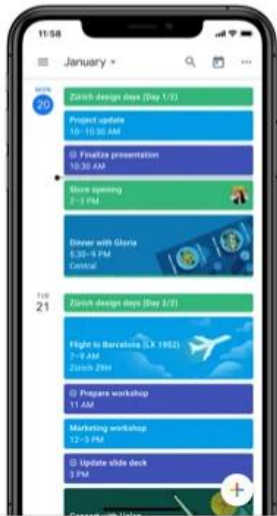 11:58
January
MON
20
Zürich design days (Day 1/2)
Project update
10–10:30 AM
Finalize presentation
10:30 AM
Store opening
2–3 PM
Dinner with Gloria
5:30–9 PM
Central
TUE
21
Zürich design days (Day 2/2)
Flight to Barcelona (LX 1952)
7–9 AM
Zürich ZRH
Prepare workshop
11 AM
Marketing workshop
12–3 PM
Update slide deck
3 PM
Concert with